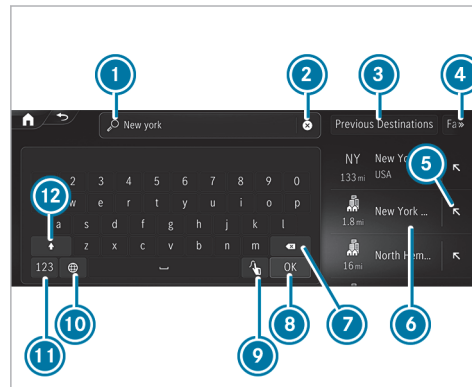 1
2
3
4
New york
Previous Destinations
Fa»
NY
New Yo
USA
133 mi
5
2 3 4 5 6 7 8 9 0
12
w e r t y u i o p
New York ...
1.8 mi
a s d f g h j k l
z x c v b n m
North Hem...
16 mi
123
OK
11
10
9
8
7
6